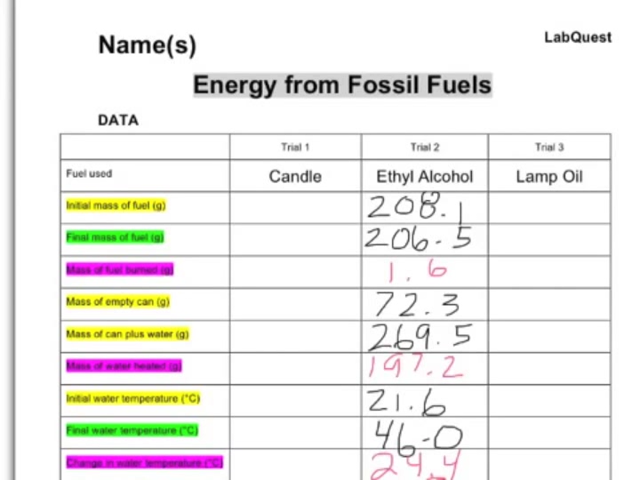 LabQuest
Name(s)
Energy from Fossil Fuels
DATA
Trial 1 Trial 2 Trial 3
Fuel used Candle Ethyl Alcohol Lamp Oil
Initial mass of fuel (g) 208.1
Final mass of fuel (g) 206.5
Mass of fuel burned (g) 1.6
Mass of empty can (g) 72.3
Mass of can plus water (g) 269.5
Mass of water heated (g) 197.2
Initial water temperature (°C) 21.6
Final water temperature (°C) 46.0
Change in water temperature (°C) 24.4